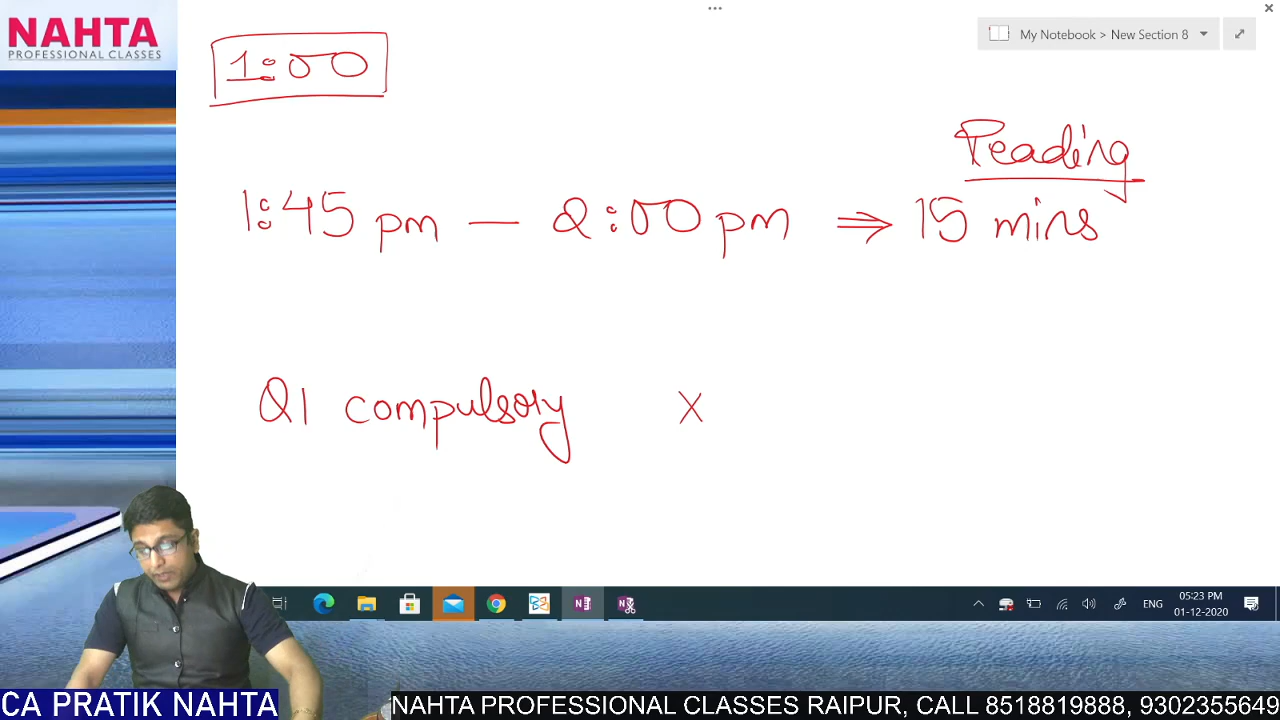 NAHTA
PROFESSIONAL CLASSES
1:00
My Notebook > New Section 8
Reading
1:45 pm — 2:00 pm ⇒ 15 mins
Q1 compulsory X
ENG
05:23 PM
01-12-2020
CA PRATIK NAHTA
NAHTA PROFESSIONAL CLASSES RAIPUR, CALL 8518819888, 9302355649